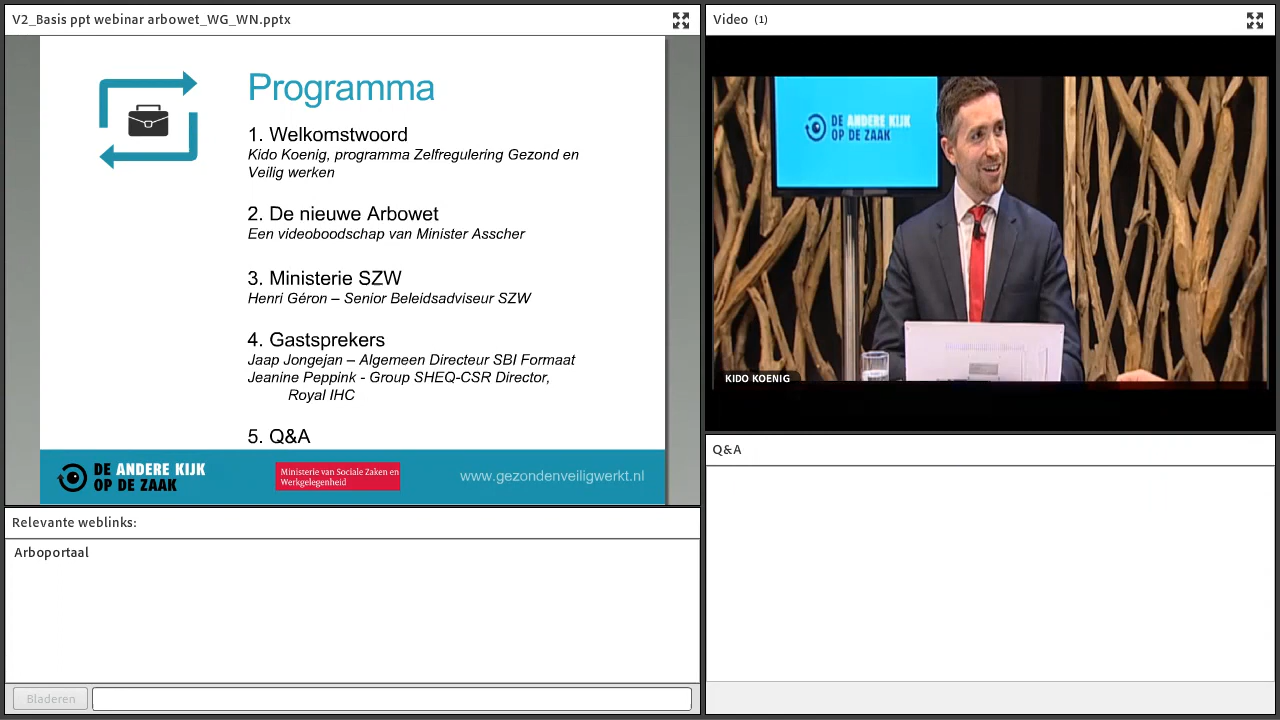 V2_Basis ppt webinar arbowet_WG_WN.pptx
Programma
1. Welkomstwoord
Kido Koenig, programma Zelfregulering Gezond en
Veilig werken
2. De nieuwe Arbowet
Een videoboodschap van Minister Asscher
3. Ministerie SZW
Henri Géron – Senior Beleidsadviseur SZW
4. Gastsprekers
Jaap Jongejan – Algemeen Directeur SBI Formaat
Jeanine Peppink - Group SHEQ-CSR Director,
Royal IHC
5. Q&A
DE ANDERE KIJK
OP DE ZAAK
Ministerie van Sociale Zaken en
Werkgelegenheid
www.gezondenveiligwerkt.nl
Relevante weblinks:
Arboportaal
Bladeren
Video (1)
DE ANDERE KIJK
OP DE ZAAK
KIDO KOENIG
Q&A